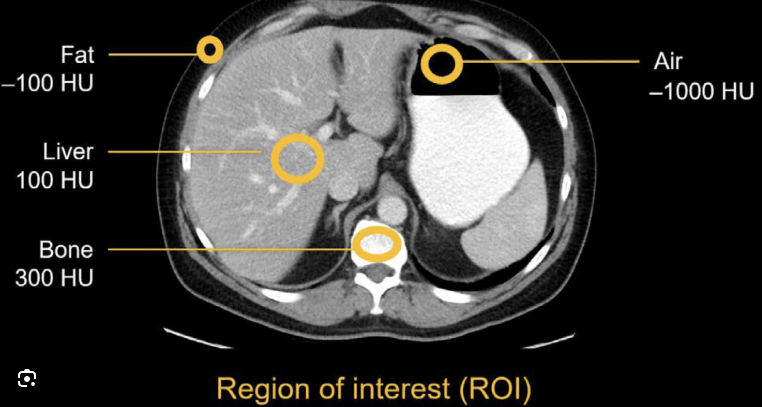 Fat
–100 HU
Air
–1000 HU
Liver
100 HU
Bone
300 HU
Region of interest (ROI)